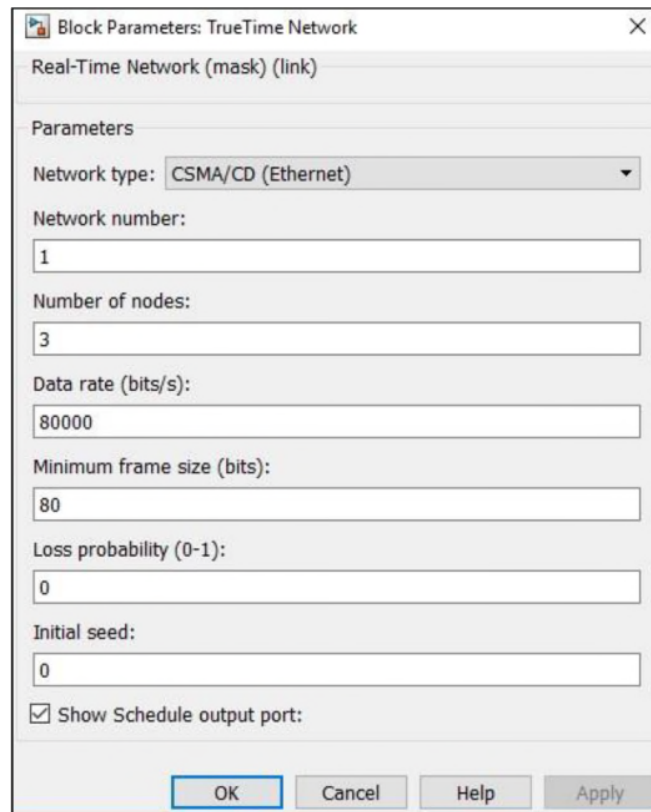 Block Parameters: TrueTime Network
Real-Time Network (mask) (link)
Parameters
Network type: CSMA/CD (Ethernet)
Network number:
1
Number of nodes:
3
Data rate (bits/s):
80000
Minimum frame size (bits):
80
Loss probability (0-1):
0
Initial seed:
0
Show Schedule output port:
OK Cancel Help Apply